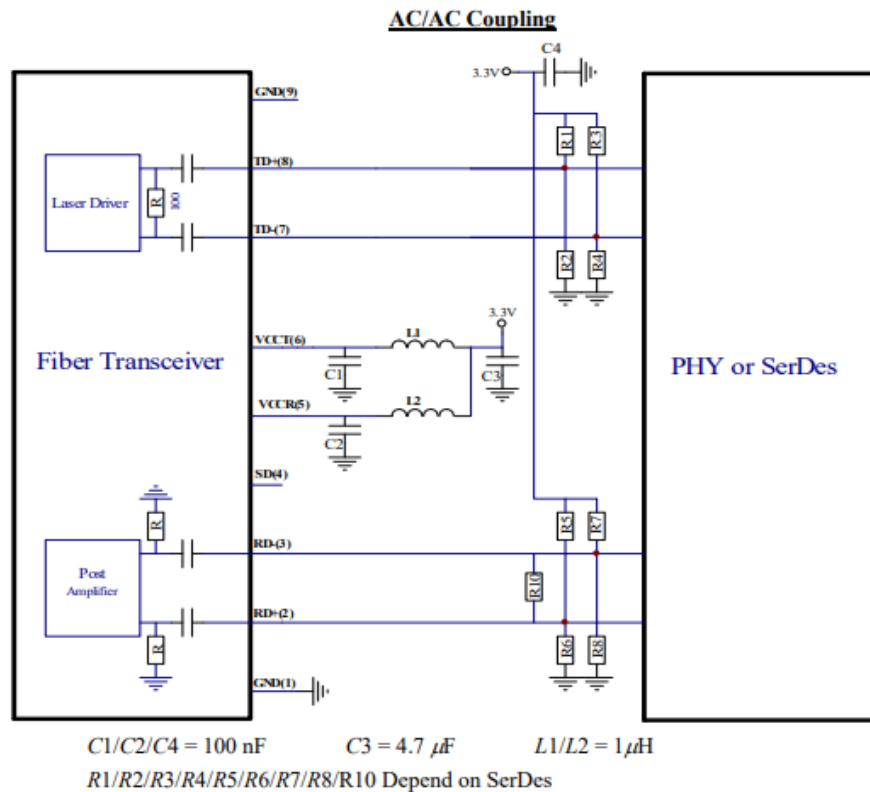 AC/AC Coupling
C4
3.3V
GND(9)
R1
R3
TD+(8)
Laser Driver
R
100
TD-(7)
R2
R4
3.3V
VCCT(6)
L1
Fiber Transceiver
C1
C3
PHY or SerDes
L2
VCCR(5)
C2
SD(4)
R
R5
R7
RD-(3)
Post
Amplifier
R10
RD+(2)
R
R6
R8
GND(1)
C1/C2/C4 = 100 nF C3 = 4.7 μF L1/L2 = 1μH
R1/R2/R3/R4/R5/R6/R7/R8/R10 Depend on SerDes